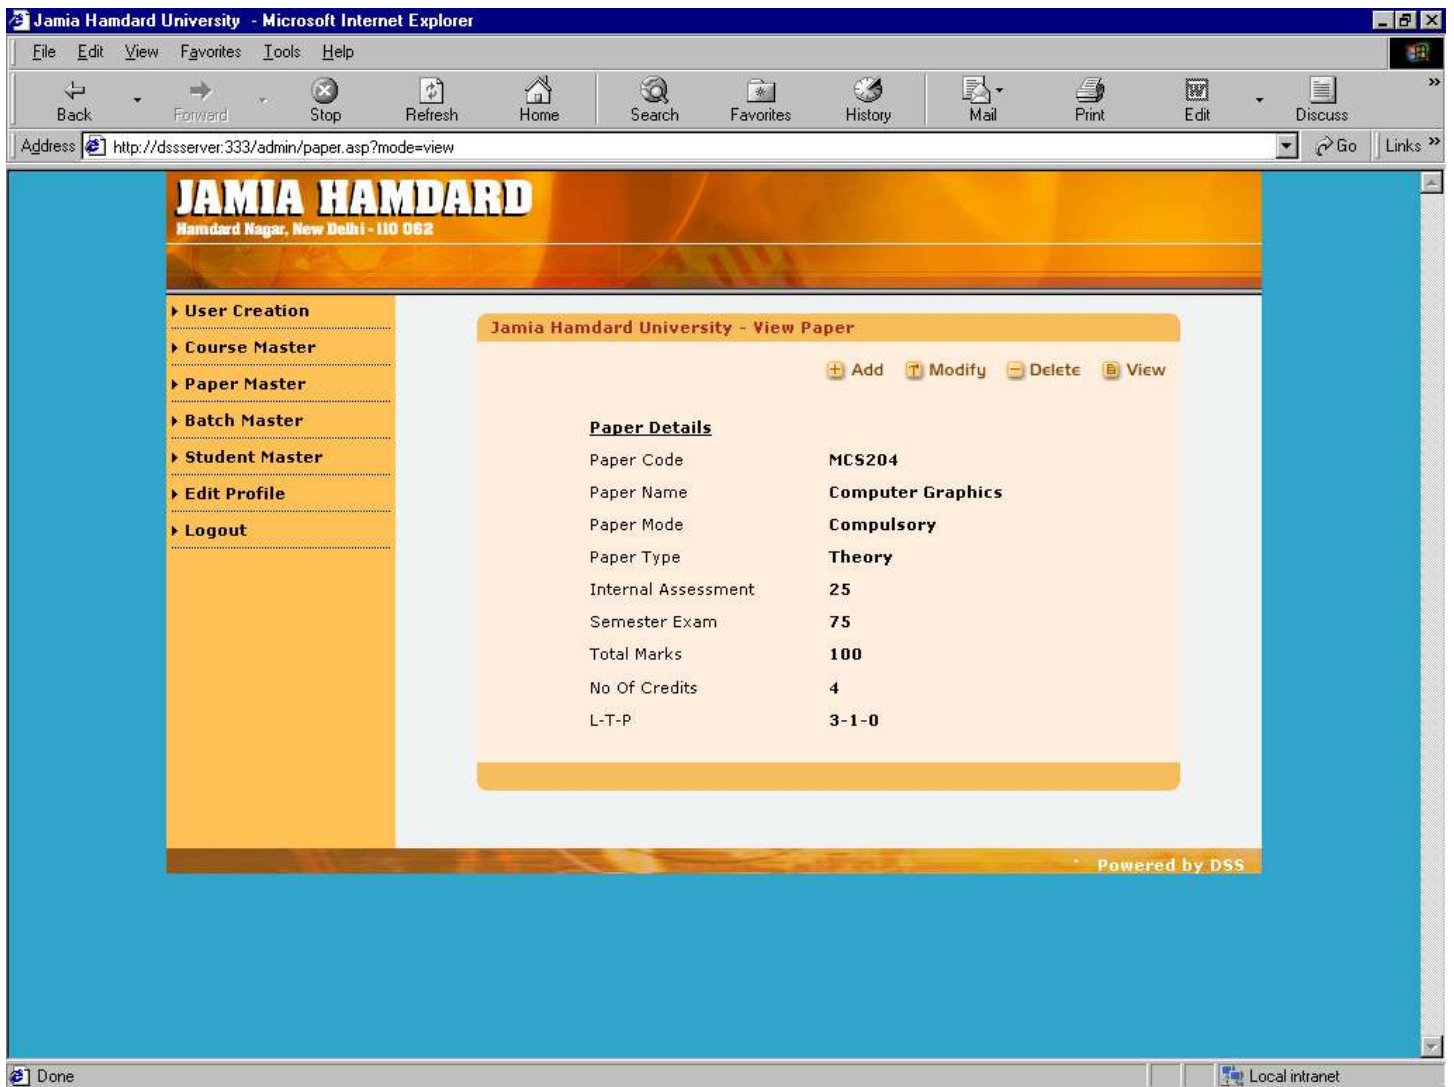 Jamia Hamdard University - Microsoft Internet Explorer
File Edit View Favorites Tools Help
Back Forward Stop Refresh Home Search Favorites History Mail Print Edit Discuss »
Address http://dssserver:333/admin/paper.asp?mode=view Go Links »
JAMIA HAMDARD
Hamdard Nagar, New Delhi - 110 062
User Creation
Course Master
Paper Master
Batch Master
Student Master
Edit Profile
Logout
Jamia Hamdard University - View Paper
Add Modify Delete View
Paper Details
Paper Code MCS204
Paper Name Computer Graphics
Paper Mode Compulsory
Paper Type Theory
Internal Assessment 25
Semester Exam 75
Total Marks 100
No Of Credits 4
L-T-P 3-1-0
Powered by DSS
Done Local intranet